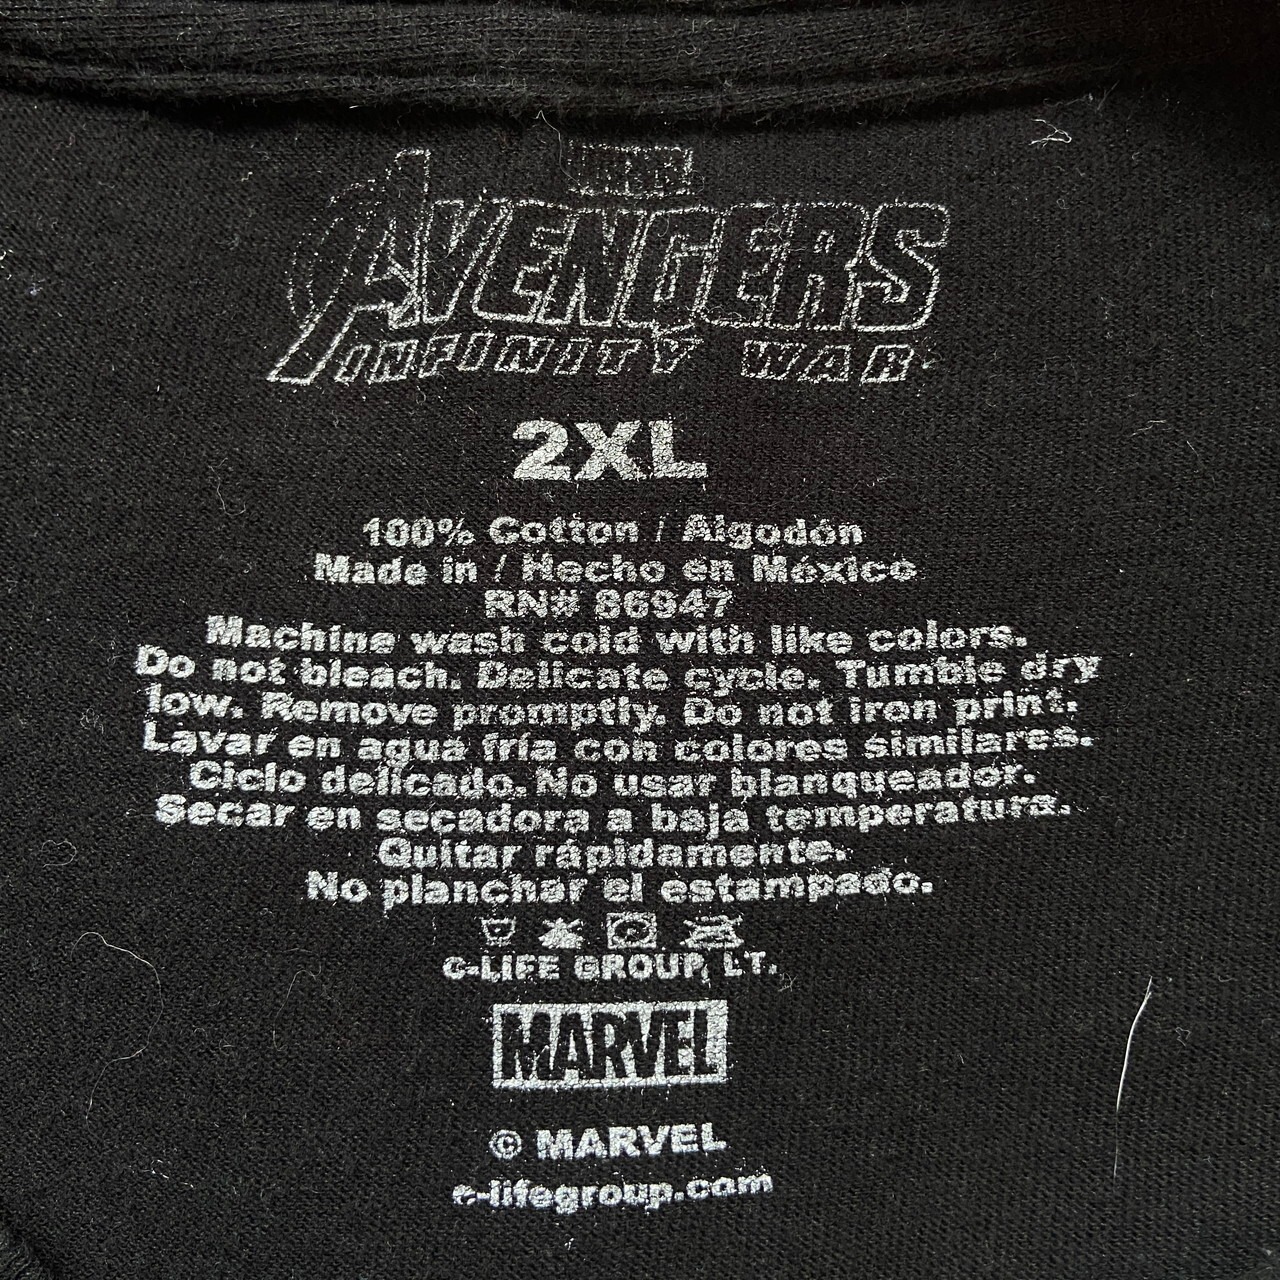 MARVEL
AVENGERS
INFINITY WAR
2XL
100% Cotton / Algodón
Made in / Hecho en México
RN# 86947
Machine wash cold with like colors.
Do not bleach. Delicate cycle. Tumble dry
low. Remove promptly. Do not iron print.
Lavar en agua fría con colores similares.
Ciclo delicado. No usar blanqueador.
Secar en secadora a baja temperatura.
Quitar rápidamente.
No planchar el estampado.
C-LIFE GROUP, LT.
MARVEL
© MARVEL
c-lifegroup.com